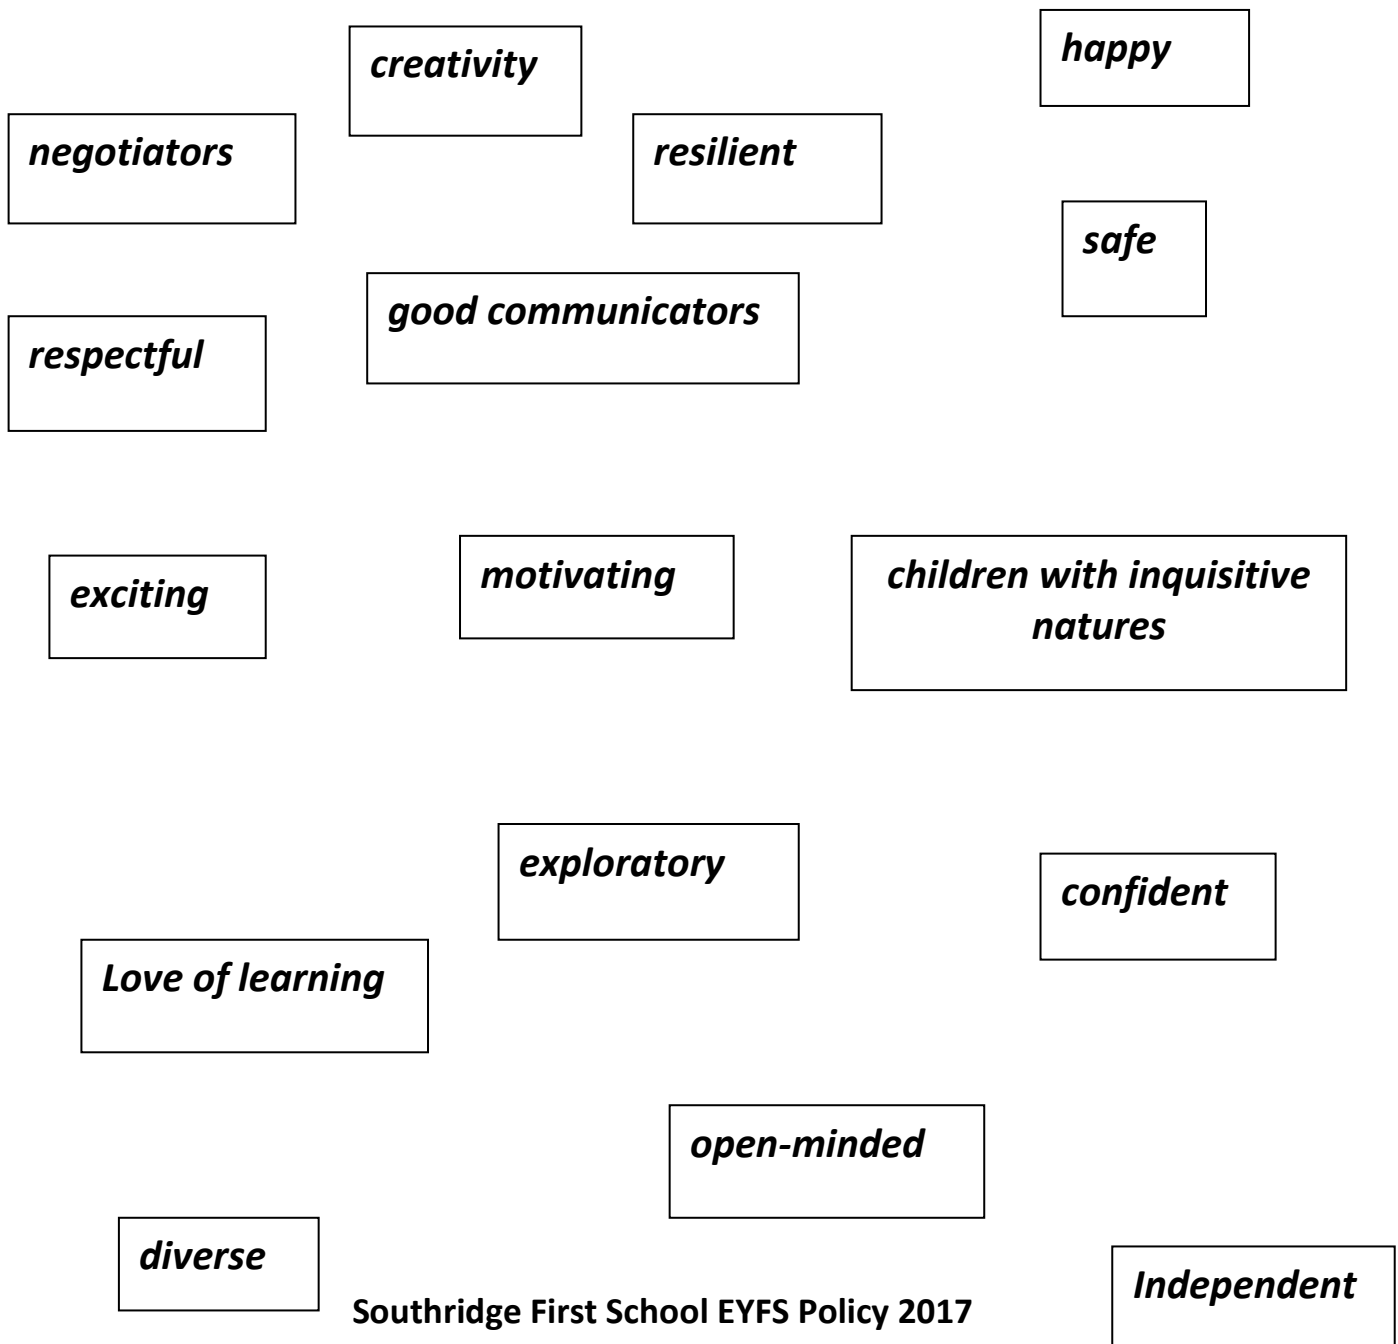 creativity
happy
negotiators
resilient
safe
good communicators
respectful
exciting
motivating
children with inquisitive
natures
exploratory
confident
Love of learning
open-minded
diverse
Independent
Southridge First School EYFS Policy 2017